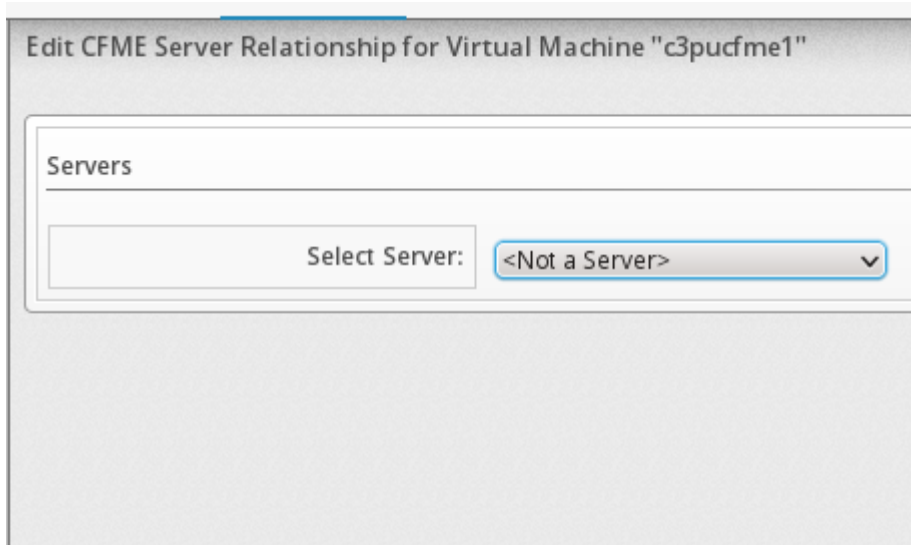 Edit CFME Server Relationship for Virtual Machine "c3pucfme1"
Servers
Select Server:
<Not a Server>